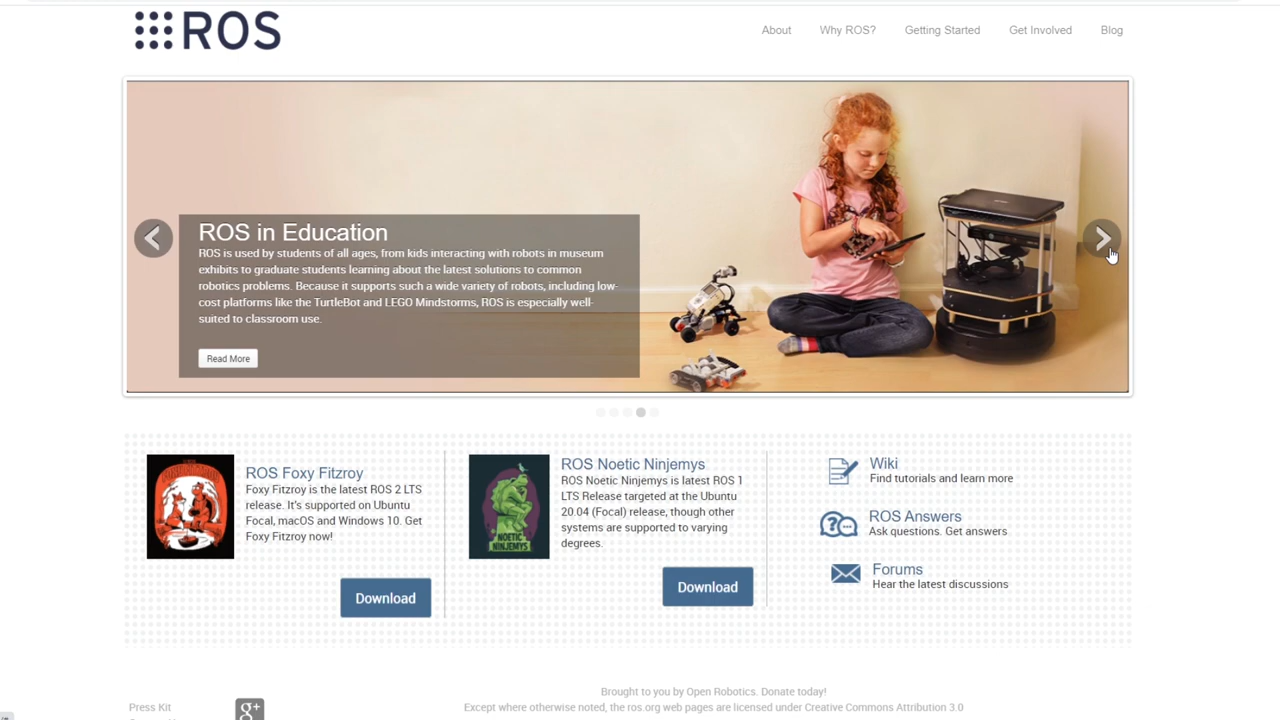 ROS
About
Why ROS?
Getting Started
Get Involved
Blog
ROS in Education
ROS is used by students of all ages, from kids interacting with robots in museum
exhibits to graduate students learning about the latest solutions to common
robotics problems. Because it supports such a wide variety of robots, including low-
cost platforms like the TurtleBot and LEGO Mindstorms, ROS is especially well-
suited to classroom use.
Read More
ROS Foxy Fitzroy
Foxy Fitzroy is the latest ROS 2 LTS
release. It's supported on Ubuntu
Focal, macOS and Windows 10. Get
Foxy Fitzroy now!
Download
NOETIC
NINJEMYS
ROS Noetic Ninjemys
ROS Noetic Ninjemys is latest ROS 1
LTS Release targeted at the Ubuntu
20.04 (Focal) release, though other
systems are supported to varying
degrees.
Download
Wiki
Find tutorials and learn more
ROS Answers
Ask questions. Get answers
Forums
Hear the latest discussions
Press Kit
g+
Brought to you by Open Robotics. Donate today!
Except where otherwise noted, the ros.org web pages are licensed under Creative Commons Attribution 3.0